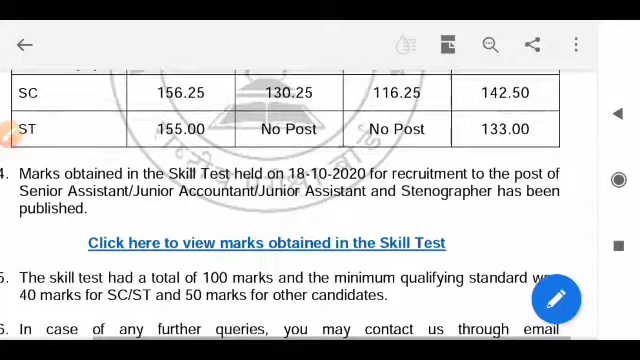 SC 156.25 130.25 116.25 142.50
ST 155.00 No Post No Post 133.00
4. Marks obtained in the Skill Test held on 18-10-2020 for recruitment to the post of
Senior Assistant/Junior Accountant/Junior Assistant and Stenographer has been
published.
Click here to view marks obtained in the Skill Test
5. The skill test had a total of 100 marks and the minimum qualifying standard
40 marks for SC/ST and 50 marks for other candidates.
6. In case of any further queries, you may contact us through email